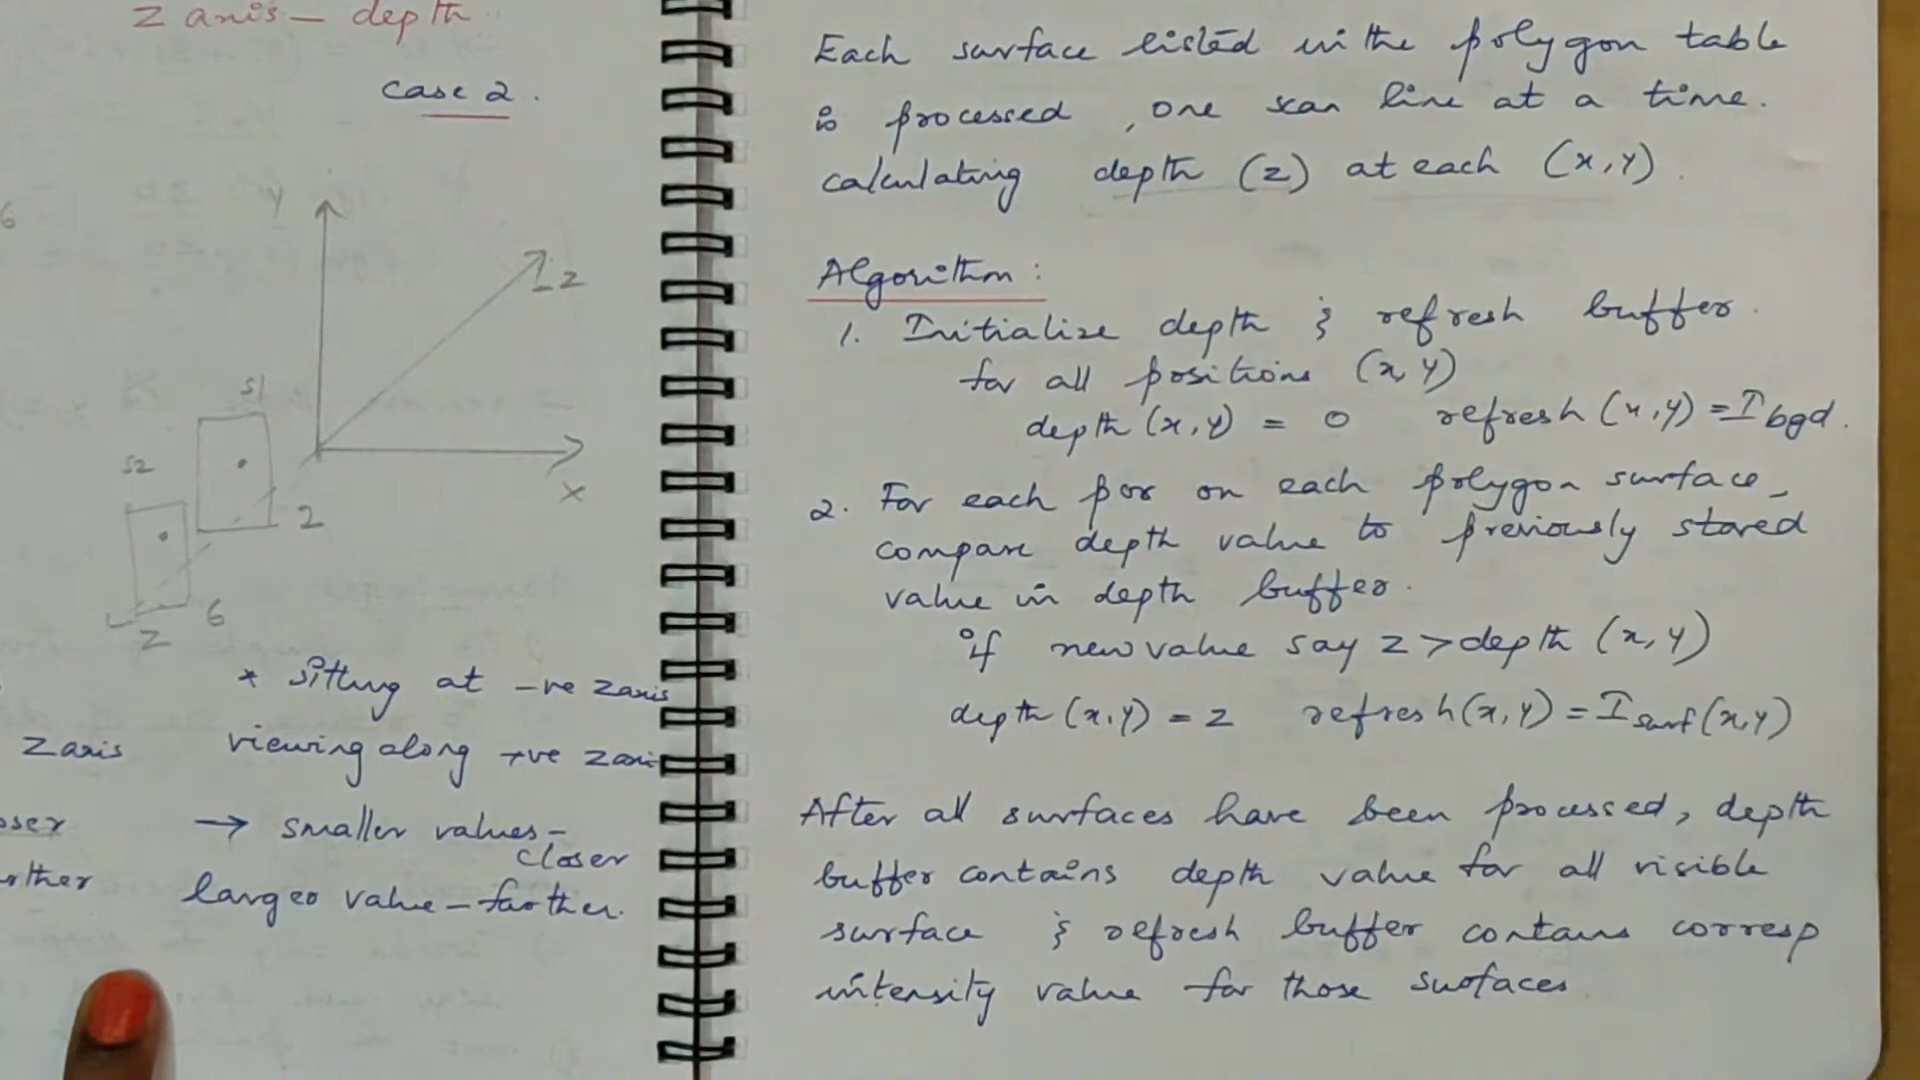 z axis - depth
case 2.
6
y
z
x
S1
S2
2
6
z
* sitting at -ve z axis
z axis
viewing along +ve z axis
→ smaller values -
closer
larger value - farther.
Each surface listed in the polygon table
is processed, one scan line at a time.
calculating depth (z) at each (x,y).
Algorithm:
1. Initialize depth & refresh buffer
for all positions (x,y)
depth (x,y) = 0 refresh (x,y) = I bgd.
2. For each pos on each polygon surface,
compare depth value to previously stored
value in depth buffer.
if new value say z > depth (x,y)
depth (x,y) = z refresh (x,y) = I surf (x,y)
After all surfaces have been processed, depth
buffer contains depth value for all visible
surface & refresh buffer contains corresp
intensity value for those surfaces